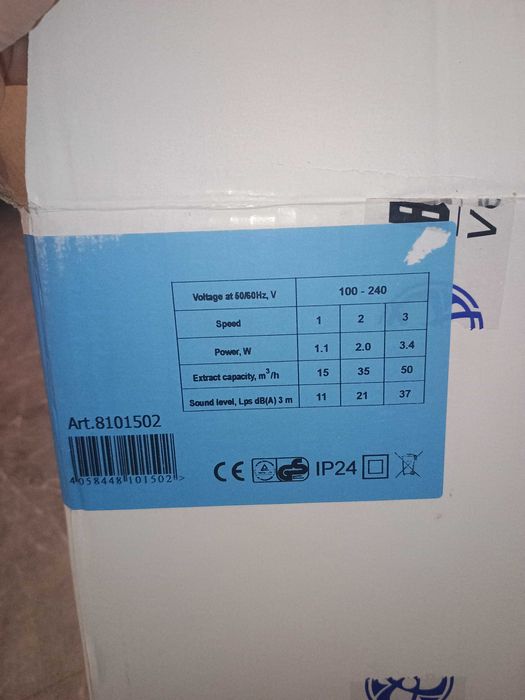 Voltage at 50/60Hz, V 100 - 240
Speed 1 2 3
Power, W 1.1 2.0 3.4
Extract capacity, m³/h 15 35 50
Sound level, Lps dB(A) 3 m 11 21 37
Art.8101502
4058448101502>
CE GS IP24